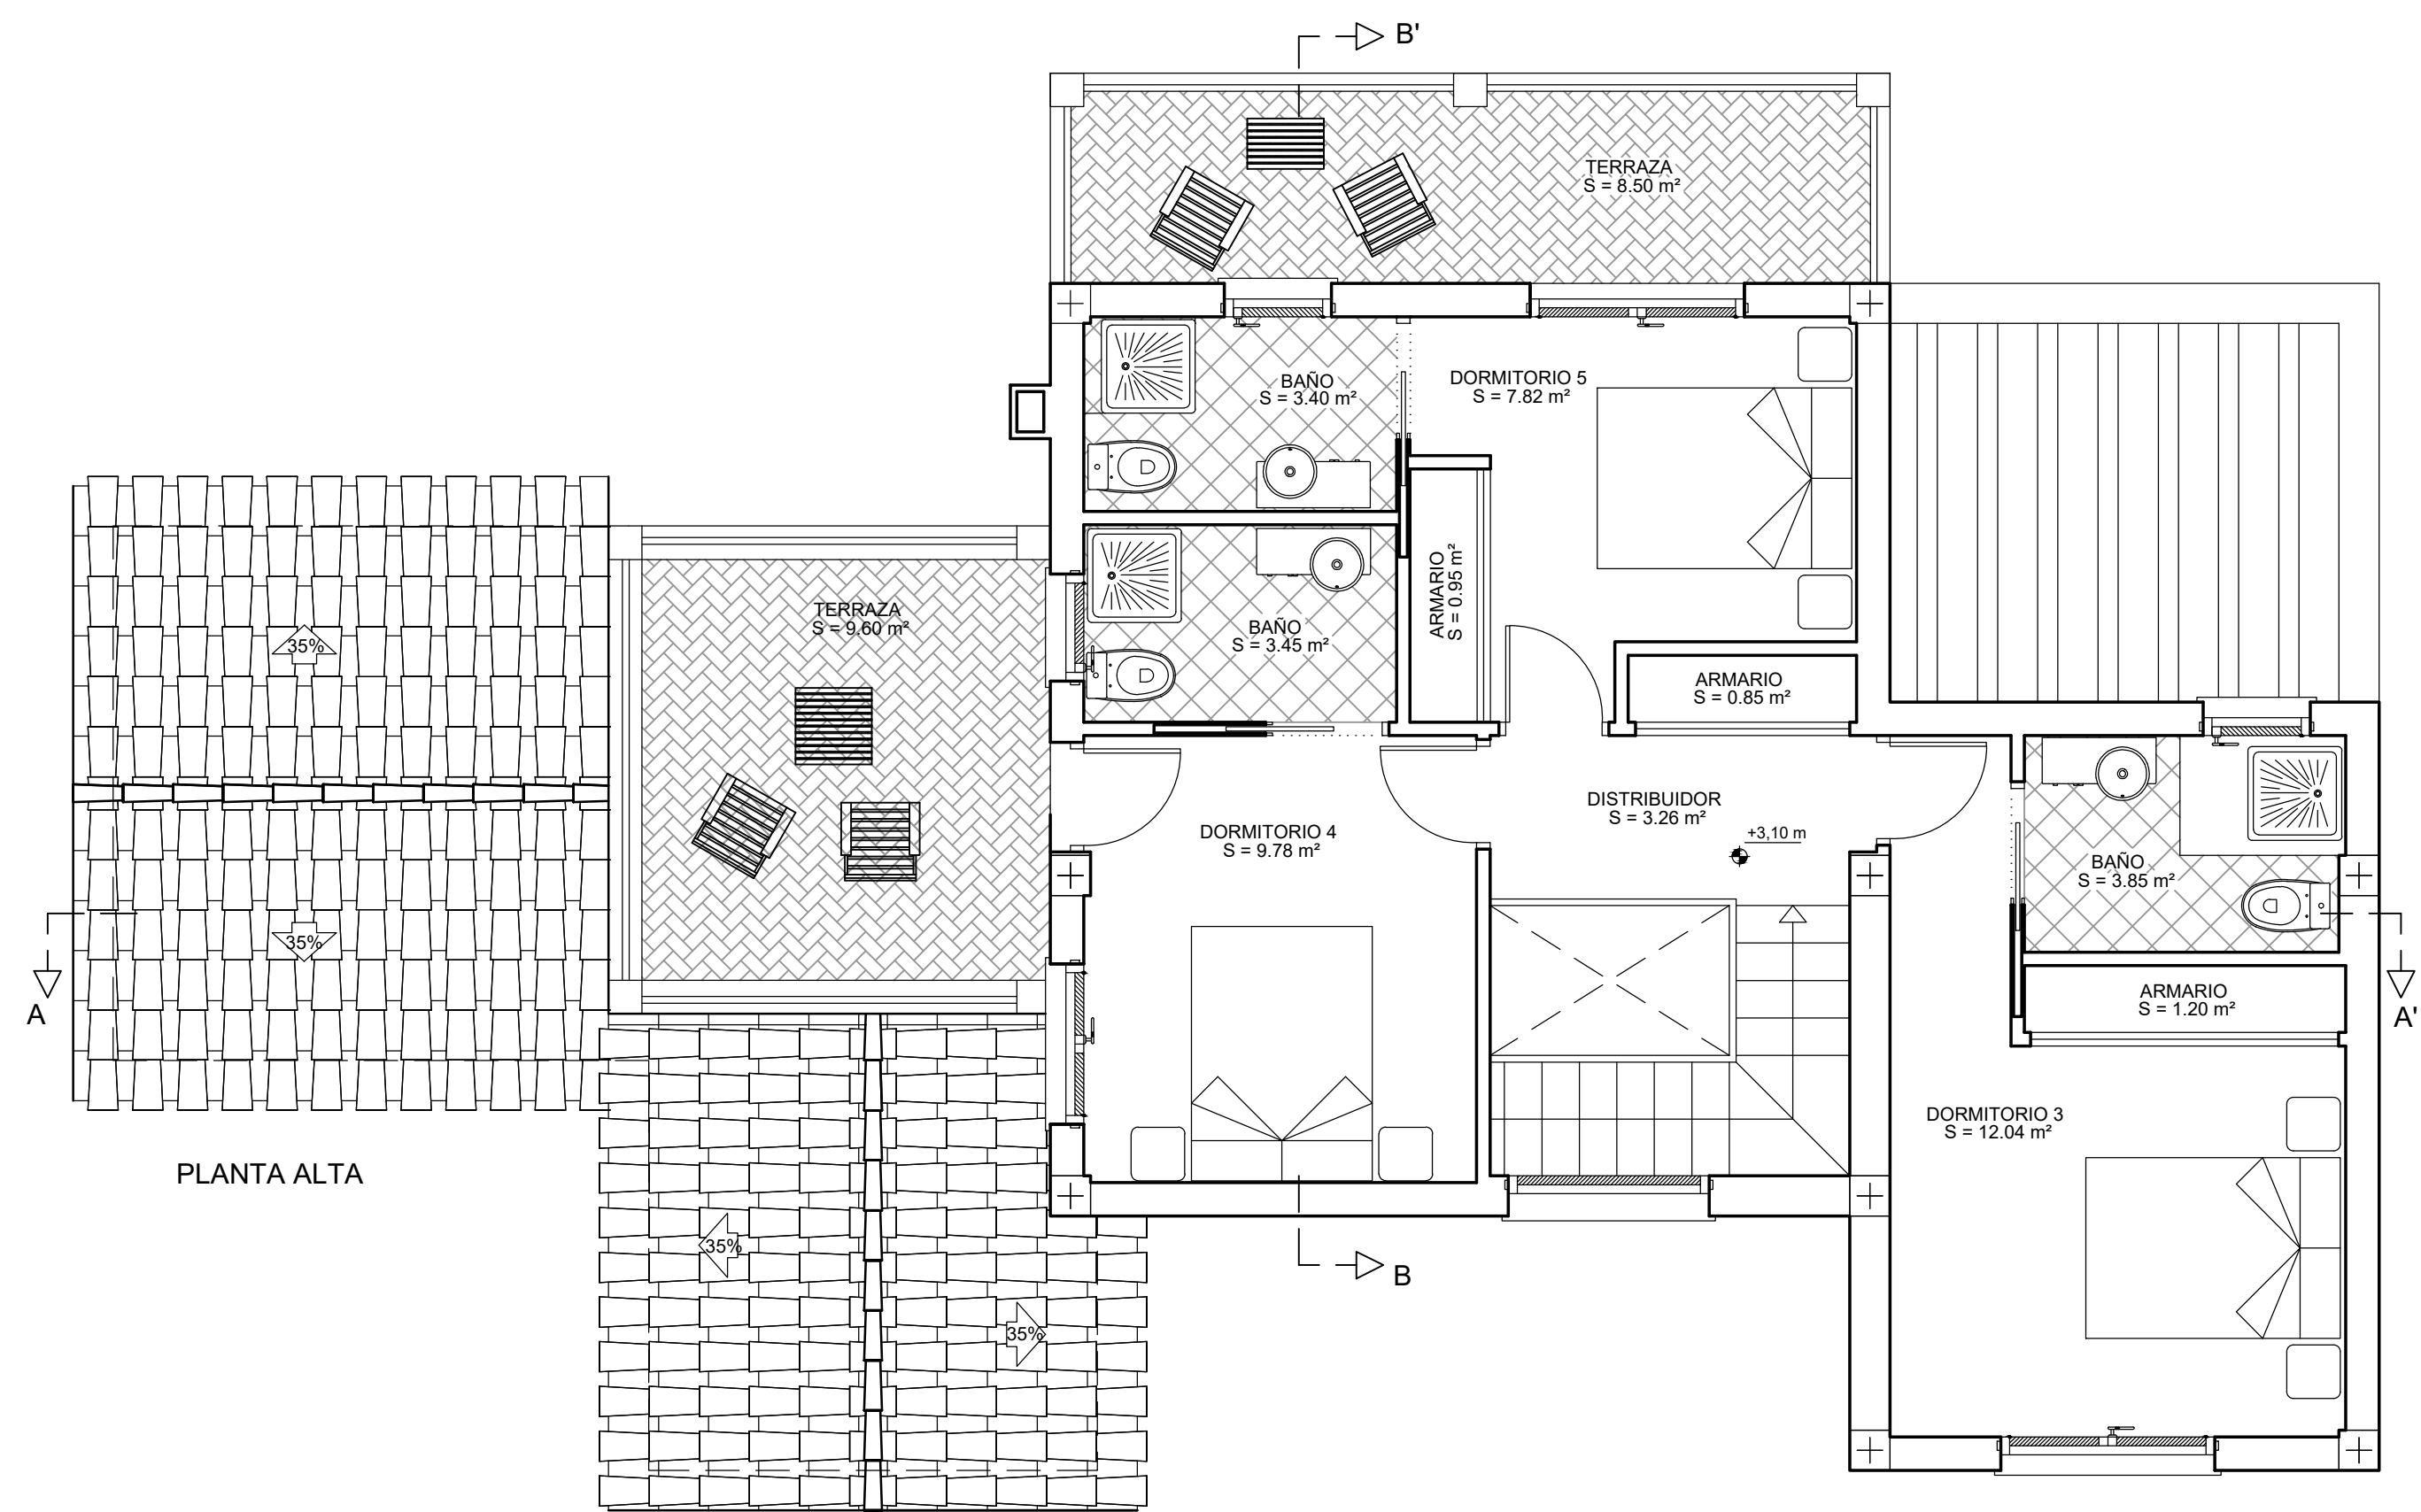 B'
TERRAZA
S = 8.50 m²
BAÑO
S = 3.40 m²
DORMITORIO 5
S = 7.82 m²
ARMARIO
S = 0.95 m²
TERRAZA
S = 9.60 m²
BAÑO
S = 3.45 m²
35%
ARMARIO
S = 0.85 m²
DISTRIBUIDOR
S = 3.26 m²
+3,10 m
DORMITORIO 4
S = 9.78 m²
BAÑO
S = 3.85 m²
35%
A
ARMARIO
S = 1.20 m²
A'
DORMITORIO 3
S = 12.04 m²
PLANTA ALTA
35%
B
35%